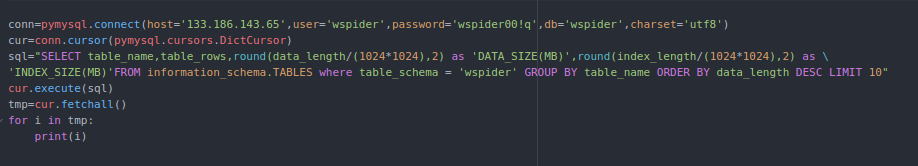 conn=pymysql.connect(host='133.186.143.65',user='wspider',password='wspider00!q',db='wspider',charset='utf8')
cur=conn.cursor(pymysql.cursors.DictCursor)
sql="SELECT table_name,table_rows,round(data_length/(1024*1024),2) as 'DATA_SIZE(MB)',round(index_length/(1024*1024),2) as \
'INDEX_SIZE(MB)'FROM information_schema.TABLES where table_schema = 'wspider' GROUP BY table_name ORDER BY data_length DESC LIMIT 10"
cur.execute(sql)
tmp=cur.fetchall()
for i in tmp:
    print(i)